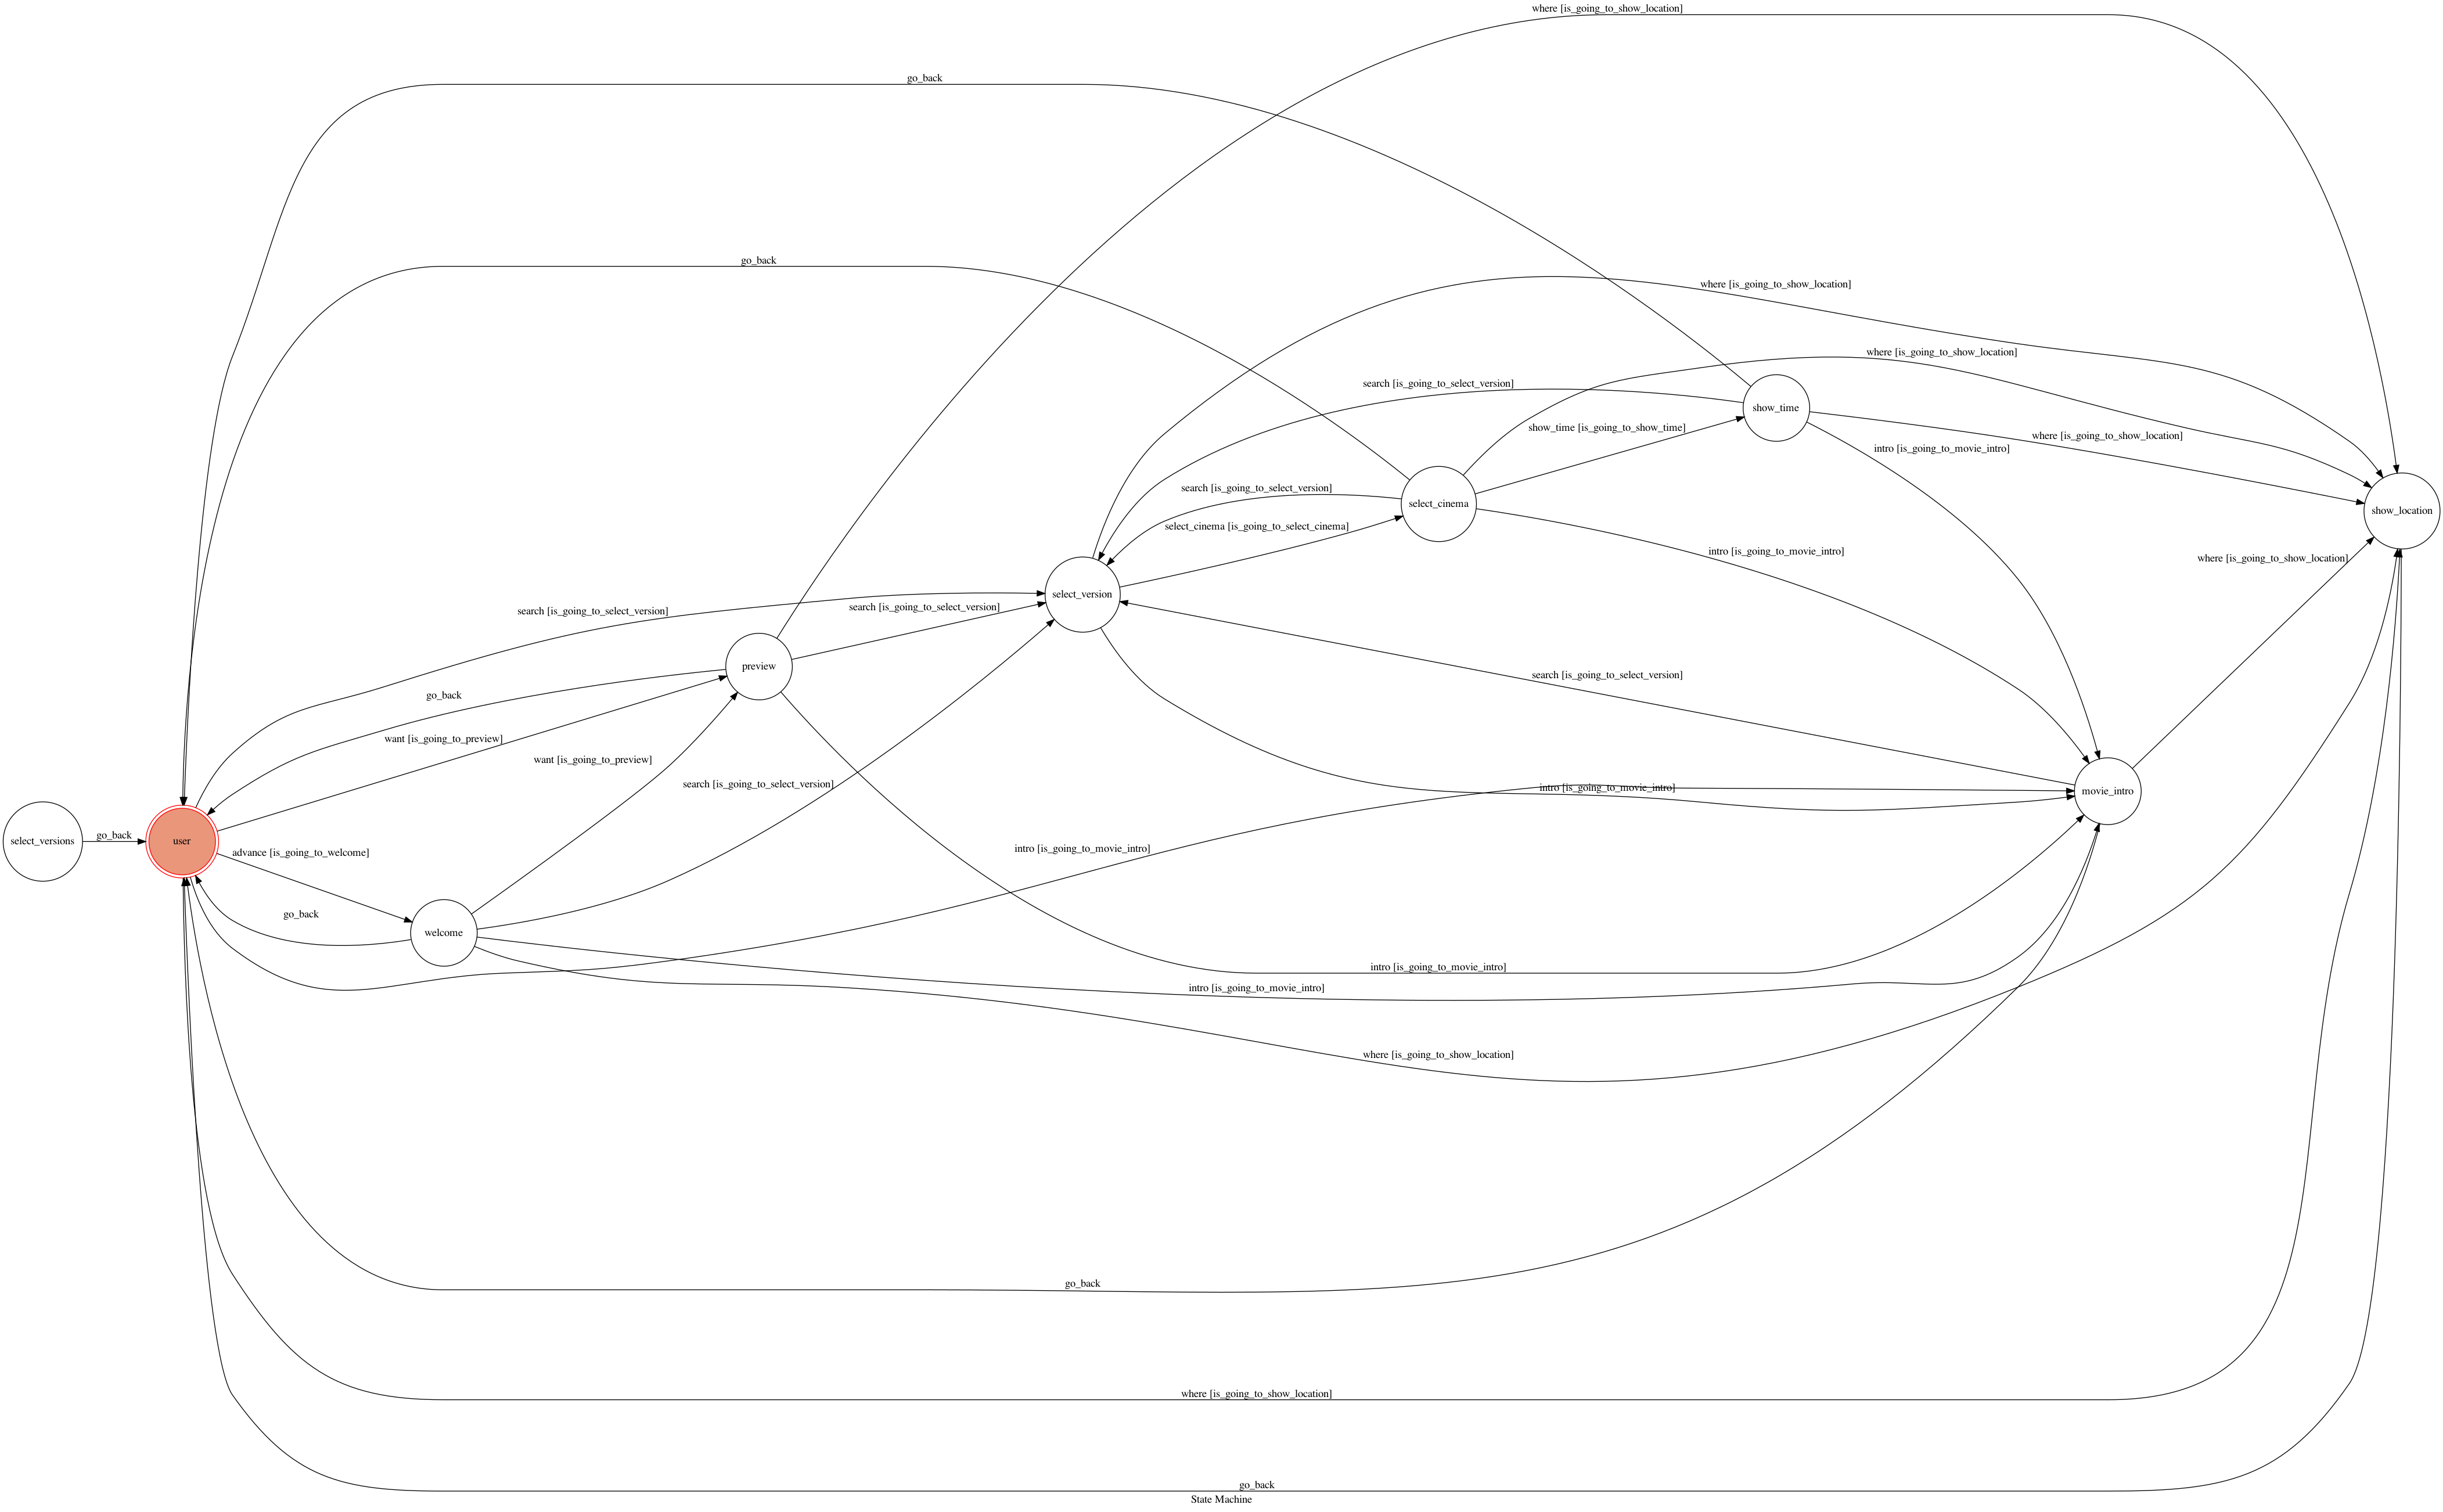 where [is_going_to_show_location]
go_back
go_back
where [is_going_to_show_location]
where [is_going_to_show_location]
search [is_going_to_select_version]
show_time
show_time [is_going_to_show_time]
where [is_going_to_show_location]
intro [is_going_to_movie_intro]
search [is_going_to_select_version]
select_cinema
show_location
select_cinema [is_going_to_select_cinema]
intro [is_going_to_movie_intro]
where [is_going_to_show_location]
select_version
search [is_going_to_select_version]
search [is_going_to_select_version]
preview
search [is_going_to_select_version]
go_back
want [is_going_to_preview]
want [is_going_to_preview]
search [is_going_to_select_version]
intro [is_going_to_movie_intro]
movie_intro
select_versions
go_back
user
advance [is_going_to_welcome]
intro [is_going_to_movie_intro]
go_back
welcome
intro [is_going_to_movie_intro]
intro [is_going_to_movie_intro]
where [is_going_to_show_location]
go_back
where [is_going_to_show_location]
go_back
State Machine